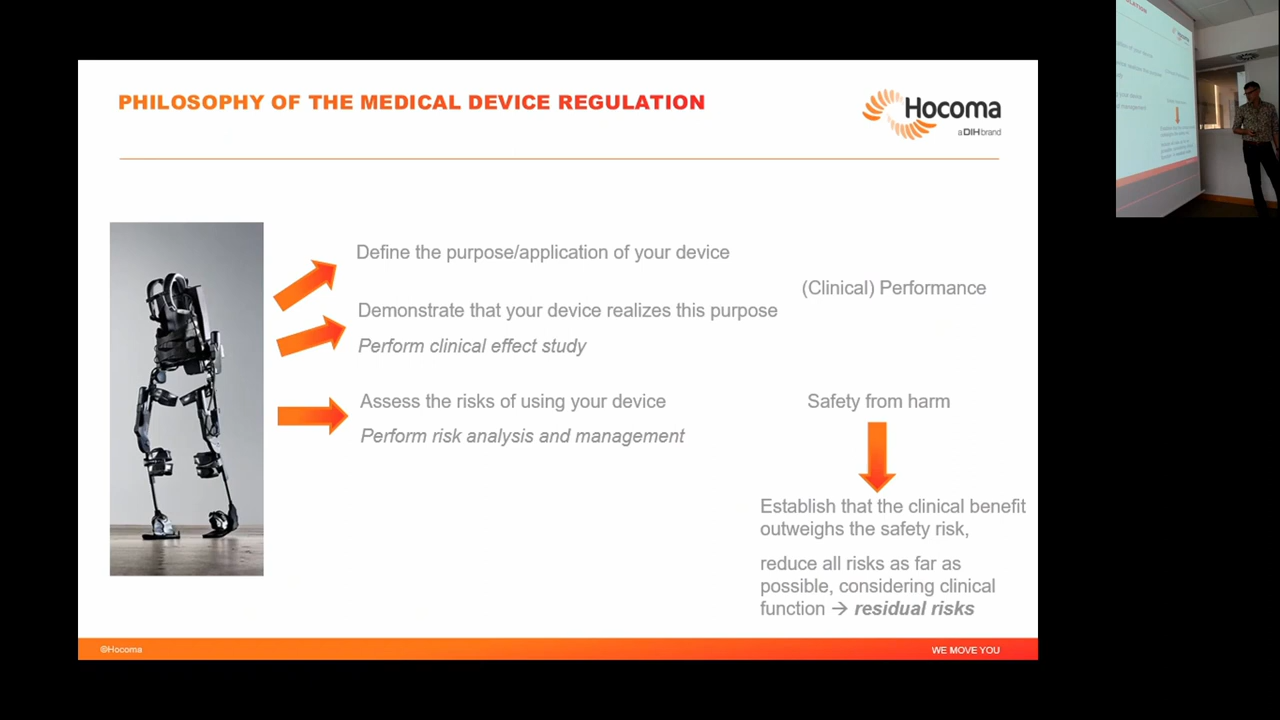 PHILOSOPHY OF THE MEDICAL DEVICE REGULATION
Hocoma
a DIH brand
Define the purpose/application of your device
(Clinical) Performance
Demonstrate that your device realizes this purpose
Perform clinical effect study
Assess the risks of using your device
Safety from harm
Perform risk analysis and management
Establish that the clinical benefit
outweighs the safety risk,
reduce all risks as far as
possible, considering clinical
function → residual risks
©Hocoma
WE MOVE YOU